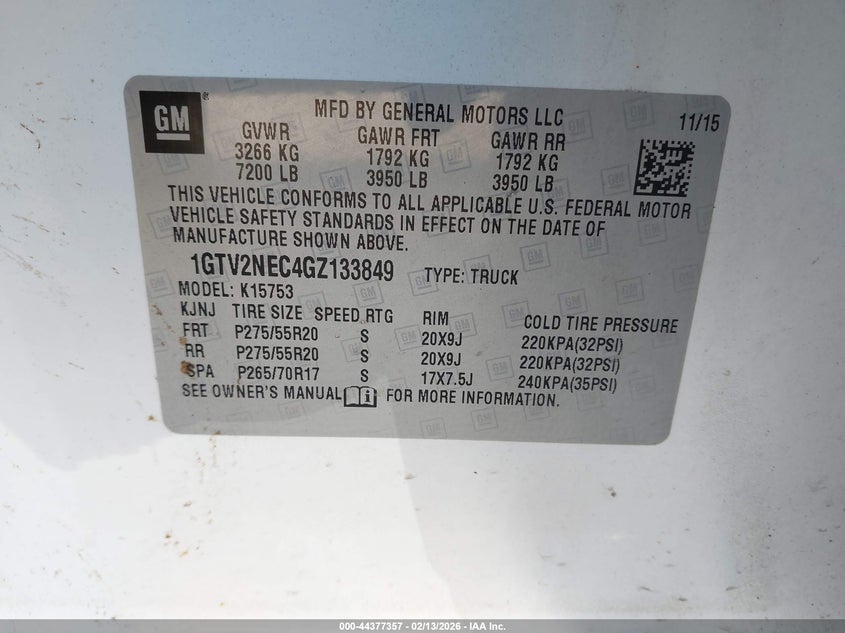 GM
MFD BY GENERAL MOTORS LLC 11/15
GVWR GAWR FRT GAWR RR
3266 KG 1792 KG 1792 KG
7200 LB 3950 LB 3950 LB
THIS VEHICLE CONFORMS TO ALL APPLICABLE U.S. FEDERAL MOTOR
VEHICLE SAFETY STANDARDS IN EFFECT ON THE DATE OF
MANUFACTURE SHOWN ABOVE.
1GTV2NEC4GZ133849 TYPE: TRUCK
MODEL: K15753
KJNJ TIRE SIZE SPEED RTG RIM COLD TIRE PRESSURE
FRT P275/55R20 S 20X9J 220KPA(32PSI)
RR P275/55R20 S 20X9J 220KPA(32PSI)
SPA P265/70R17 S 17X7.5J 240KPA(35PSI)
SEE OWNER'S MANUAL FOR MORE INFORMATION.
000-44377357 - 02/13/2026 - IAA Inc.